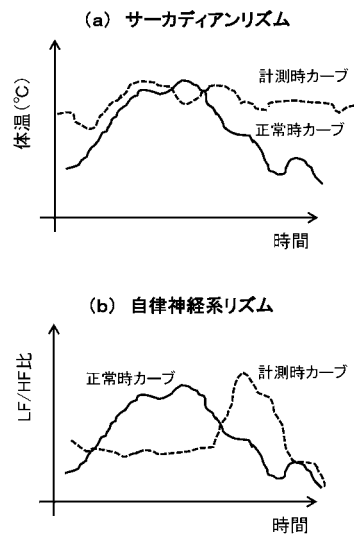 (a) サーカディアンリズム
体温(℃)
計測時カーブ
正常時カーブ
時間
(b) 自律神経系リズム
LF/HF比
正常時カーブ
計測時カーブ
時間